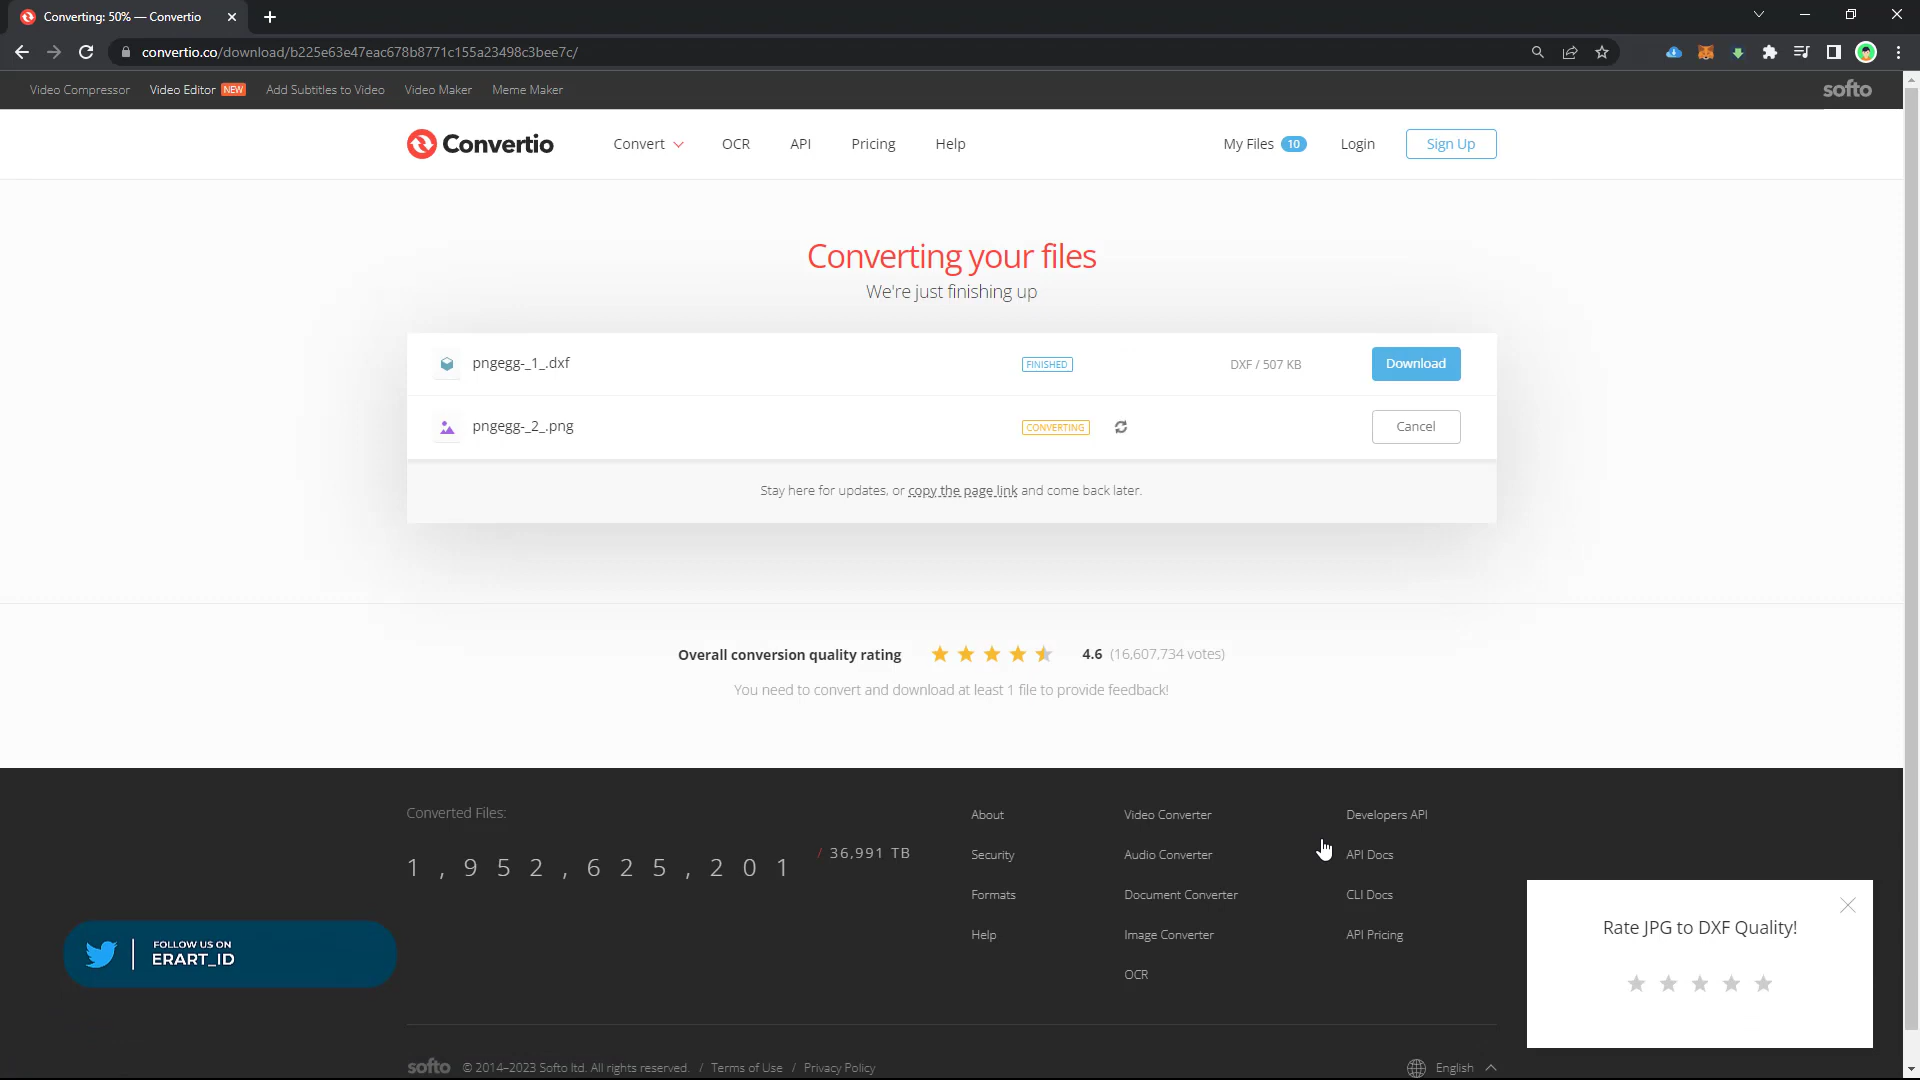 Converting: 50% — Convertio
convertio.co/download/b225e63e47eac678b8771c155a23498c3bee7c/
Video Compressor Video Editor NEW Add Subtitles to Video Video Maker Meme Maker softo
Convertio Convert OCR API Pricing Help My Files 10 Login Sign Up
Converting your files
We're just finishing up
pngegg-_1_.dxf FINISHED DXF / 507 KB Download
pngegg-_2_.png CONVERTING Cancel
Stay here for updates, or copy the page link and come back later.
Overall conversion quality rating 4.6 (16,607,734 votes)
You need to convert and download at least 1 file to provide feedback!
Converted Files:
1,952,625,201 / 36,991 TB
About
Security
Formats
Help
Video Converter
Audio Converter
Document Converter
Image Converter
OCR
Developers API
API Docs
CLI Docs
API Pricing
FOLLOW US ON
ERART_ID
Rate JPG to DXF Quality!
softo © 2014–2023 Softo ltd. All rights reserved. / Terms of Use / Privacy Policy English